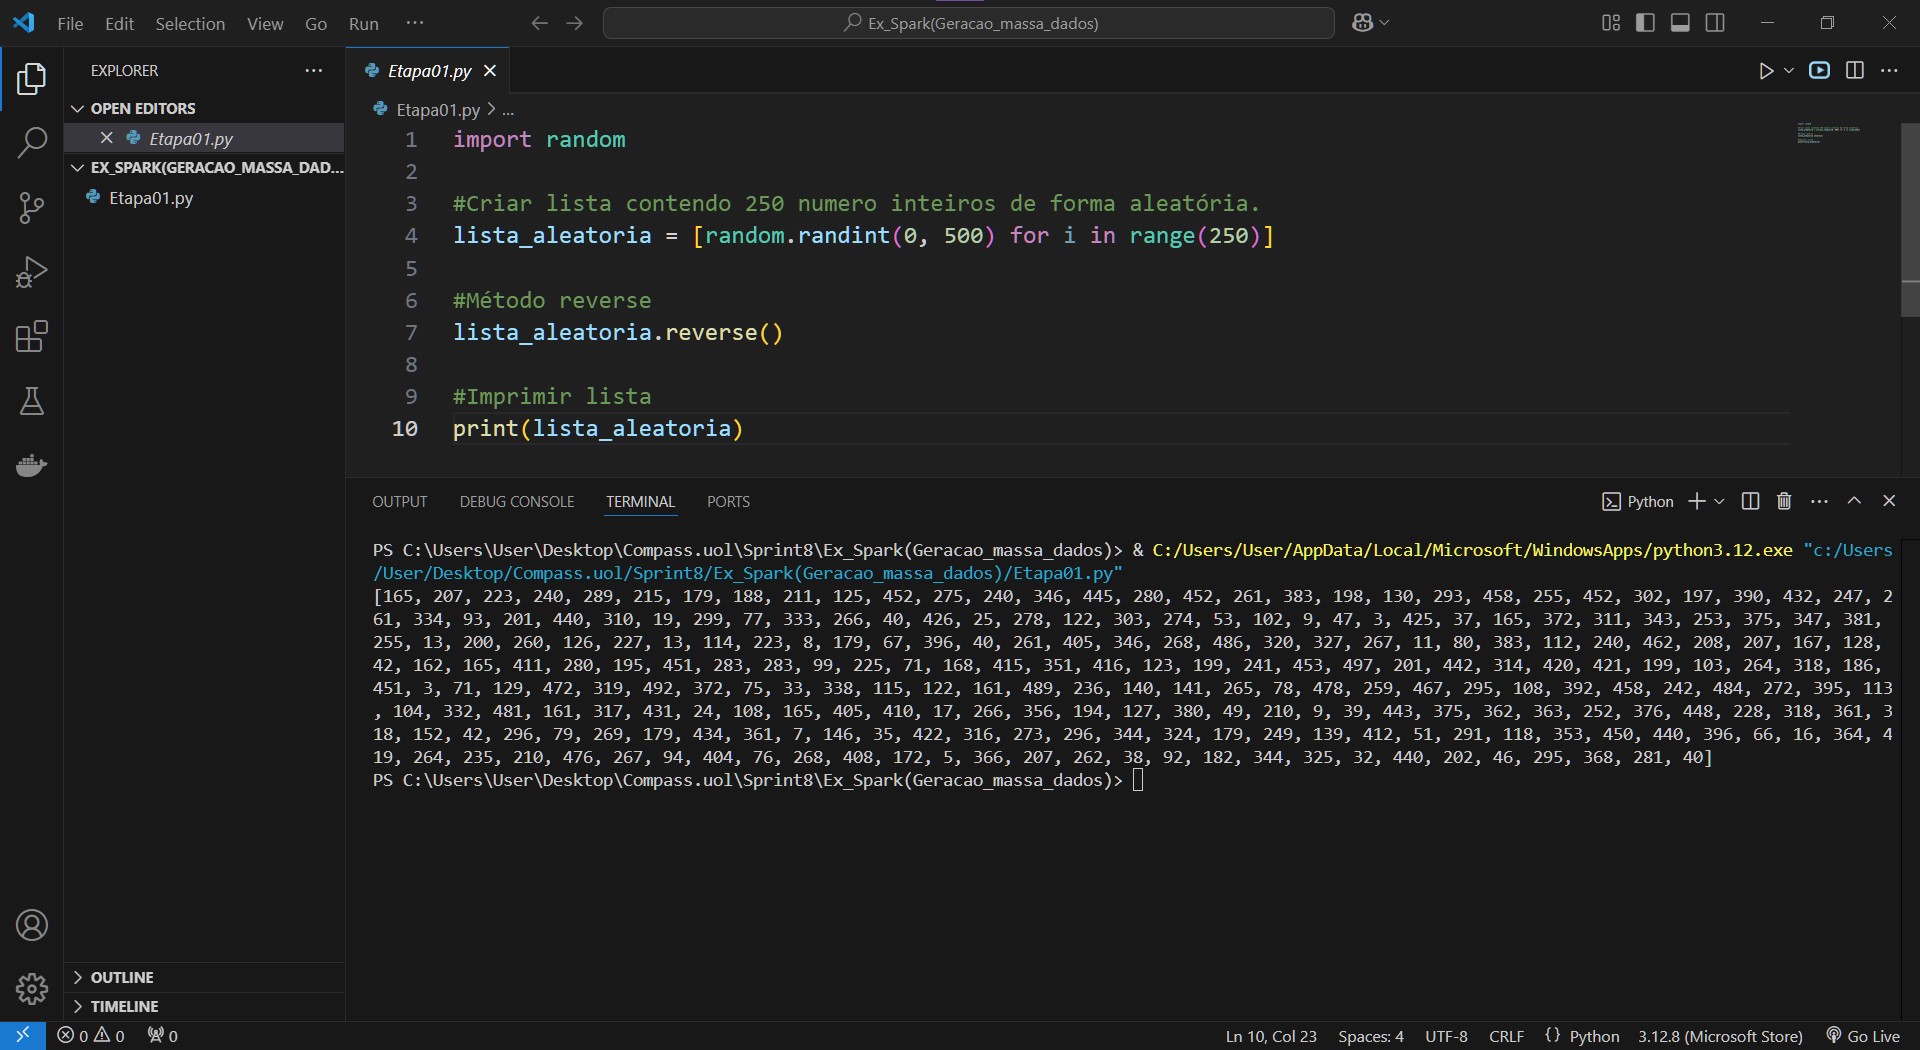 File Edit Selection View Go Run ··· Ex_Spark(Geracao_massa_dados)
EXPLORER
OPEN EDITORS
Etapa01.py
EX_SPARK(GERACAO_MASSA_DAD...
Etapa01.py
OUTLINE
TIMELINE
Etapa01.py
Etapa01.py > ...
1 import random
2
3 #Criar lista contendo 250 numero inteiros de forma aleatória.
4 lista_aleatoria = [random.randint(0, 500) for i in range(250)]
5
6 #Método reverse
7 lista_aleatoria.reverse()
8
9 #Imprimir lista
10 print(lista_aleatoria)
OUTPUT DEBUG CONSOLE TERMINAL PORTS Python
PS C:\Users\User\Desktop\Compass.uol\Sprint8\Ex_Spark(Geracao_massa_dados)> & C:/Users/User/AppData/Local/Microsoft/WindowsApps/python3.12.exe "c:/Users
/User/Desktop/Compass.uol/Sprint8/Ex_Spark(Geracao_massa_dados)/Etapa01.py"
[165, 207, 223, 240, 289, 215, 179, 188, 211, 125, 452, 275, 240, 346, 445, 280, 452, 261, 383, 198, 130, 293, 458, 255, 452, 302, 197, 390, 432, 247, 2
61, 334, 93, 201, 440, 310, 19, 299, 77, 333, 266, 40, 426, 25, 278, 122, 303, 274, 53, 102, 9, 47, 3, 425, 37, 165, 372, 311, 343, 253, 375, 347, 381,
255, 13, 200, 260, 126, 227, 13, 114, 223, 8, 179, 67, 396, 40, 261, 405, 346, 268, 486, 320, 327, 267, 11, 80, 383, 112, 240, 462, 208, 207, 167, 128,
42, 162, 165, 411, 280, 195, 451, 283, 283, 99, 225, 71, 168, 415, 351, 416, 123, 199, 241, 453, 497, 201, 442, 314, 420, 421, 199, 103, 264, 318, 186,
451, 3, 71, 129, 472, 319, 492, 372, 75, 33, 338, 115, 122, 161, 489, 236, 140, 141, 265, 78, 478, 259, 467, 295, 108, 392, 458, 242, 484, 272, 395, 113
, 104, 332, 481, 161, 317, 431, 24, 108, 165, 405, 410, 17, 266, 356, 194, 127, 380, 49, 210, 9, 39, 443, 375, 362, 363, 252, 376, 448, 228, 318, 361, 3
18, 152, 42, 296, 79, 269, 179, 434, 361, 7, 146, 35, 422, 316, 273, 296, 344, 324, 179, 249, 139, 412, 51, 291, 118, 353, 450, 440, 396, 66, 16, 364, 4
19, 264, 235, 210, 476, 267, 94, 404, 76, 268, 408, 172, 5, 366, 207, 262, 38, 92, 182, 344, 325, 32, 440, 202, 46, 295, 368, 281, 40]
PS C:\Users\User\Desktop\Compass.uol\Sprint8\Ex_Spark(Geracao_massa_dados)>
0 0 0 Ln 10, Col 23 Spaces: 4 UTF-8 CRLF {} Python 3.12.8 (Microsoft Store) Go Live